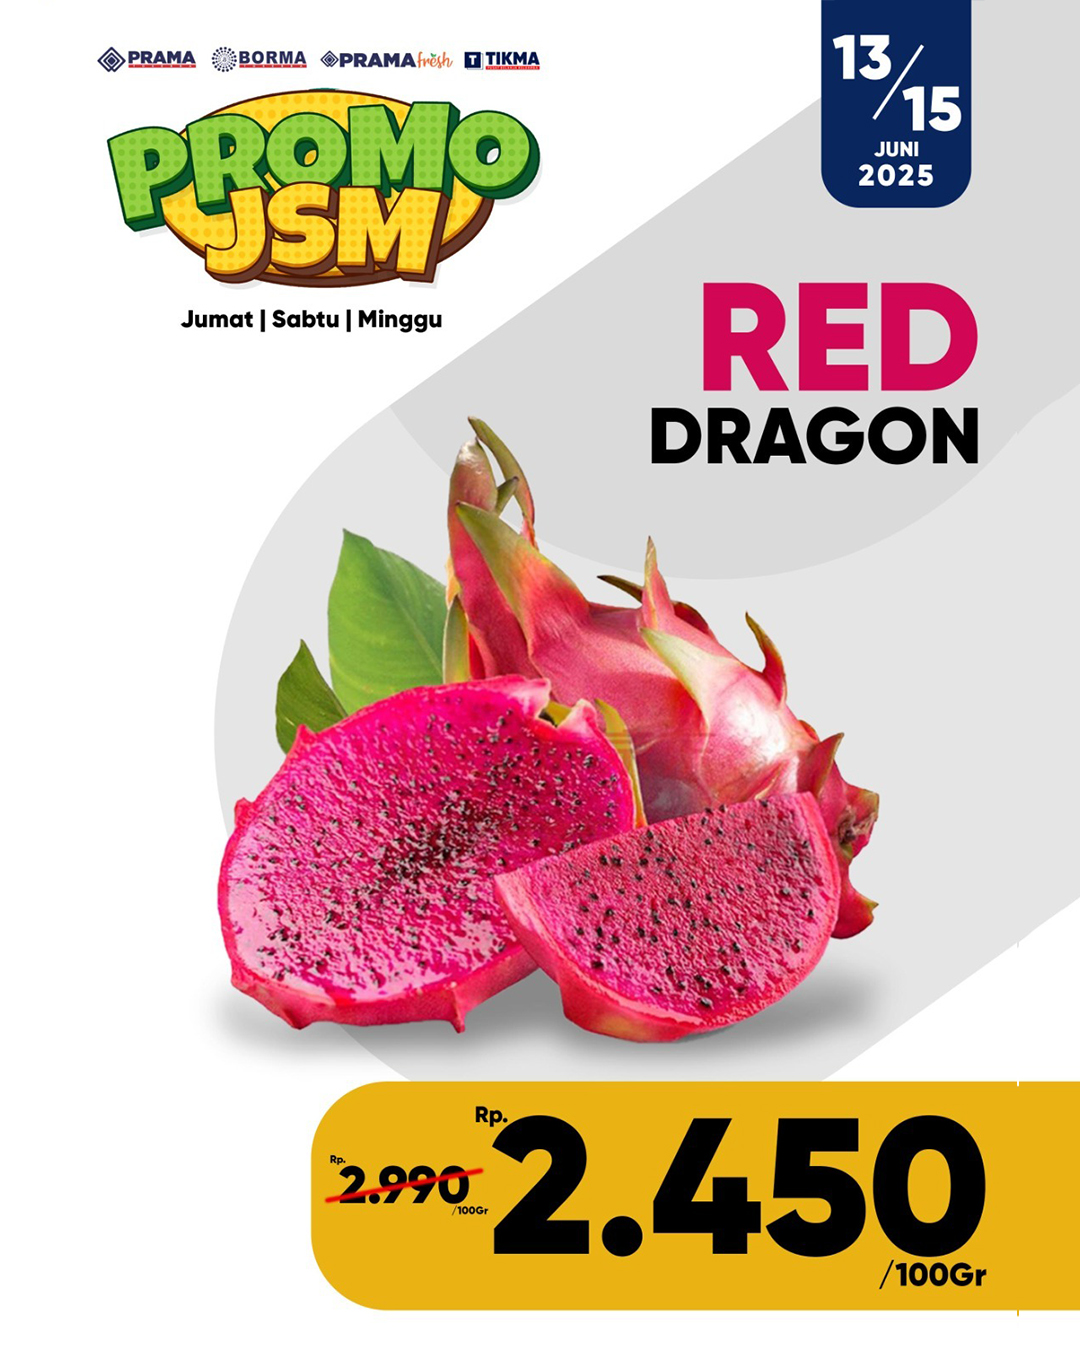 PRAMA BORMA PRAMA fresh T TIKMA
13/15
JUNI
2025
PROMO
JSM
Jumat | Sabtu | Minggu
RED
DRAGON
Rp.
2.990
/100Gr
Rp.
2.450
/100Gr